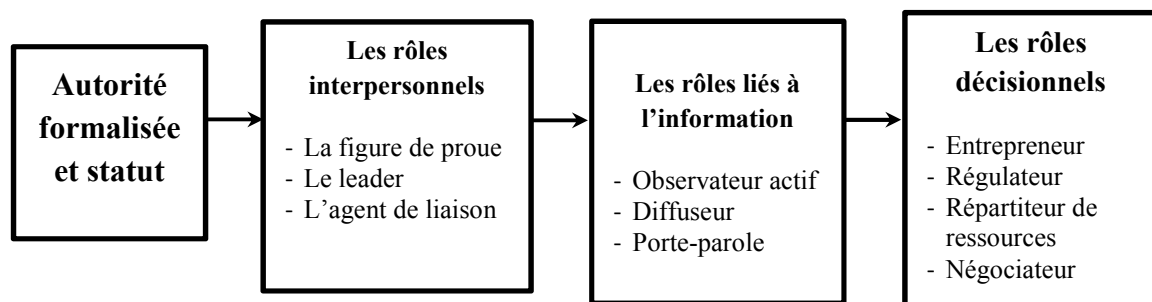 Autorité
formalisée
et statut
Les rôles
interpersonnels
- La figure de proue
- Le leader
- L’agent de liaison
Les rôles liés à
l’information
- Observateur actif
- Diffuseur
- Porte-parole
Les rôles
décisionnels
- Entrepreneur
- Régulateur
- Répartiteur de
ressources
- Négociateur